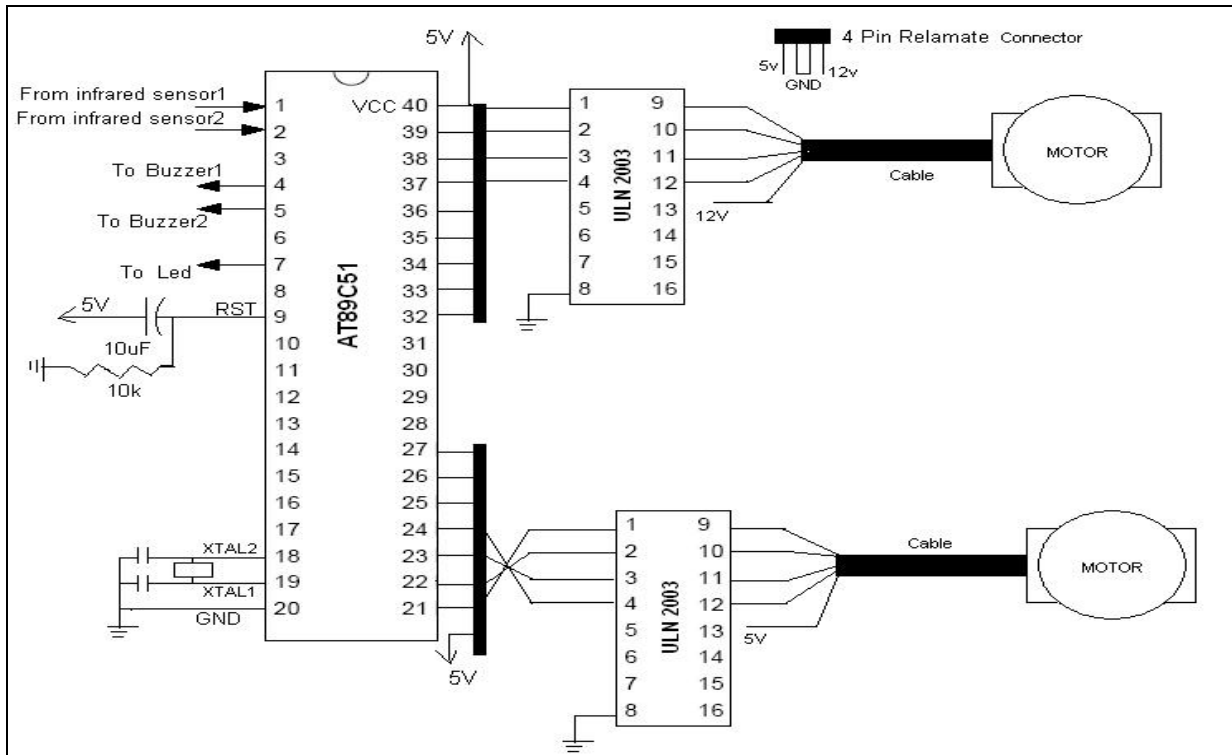 5V
4 Pin Relamate Connector
5v
12v
GND
From infrared sensor1
From infrared sensor2
To Buzzer1
To Buzzer2
To Led
5V
RST
10uF
10k
XTAL2
XTAL1
GND
AT89C51
VCC
1
2
3
4
5
6
7
8
9
10
11
12
13
14
15
16
17
18
19
20
40
39
38
37
36
35
34
33
32
31
30
29
28
27
26
25
24
23
22
21
5V
ULN 2003
1
2
3
4
5
6
7
8
9
10
11
12
13
14
15
16
12V
Cable
MOTOR
ULN 2003
1
2
3
4
5
6
7
8
9
10
11
12
13
14
15
16
5V
Cable
MOTOR